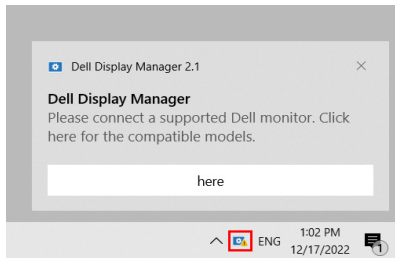 Dell Display Manager 2.1
Dell Display Manager
Please connect a supported Dell monitor. Click
here for the compatible models.
here
ENG
1:02 PM
12/17/2022
1